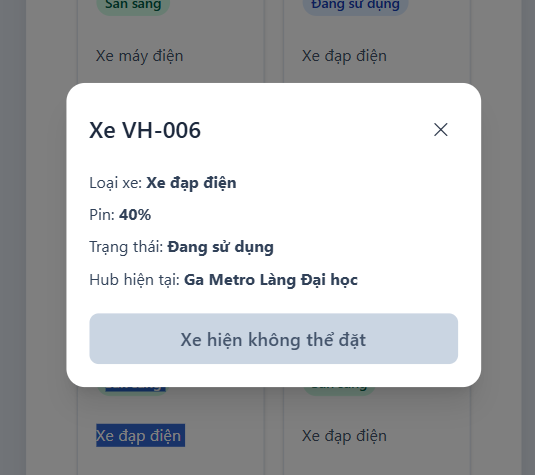 Sẵn sàng
Đang sử dụng
Xe máy điện
Xe đạp điện
Xe VH-006
Loại xe: Xe đạp điện
Pin: 40%
Trạng thái: Đang sử dụng
Hub hiện tại: Ga Metro Làng Đại học
Xe hiện không thể đặt
Xe đạp điện
Xe đạp điện